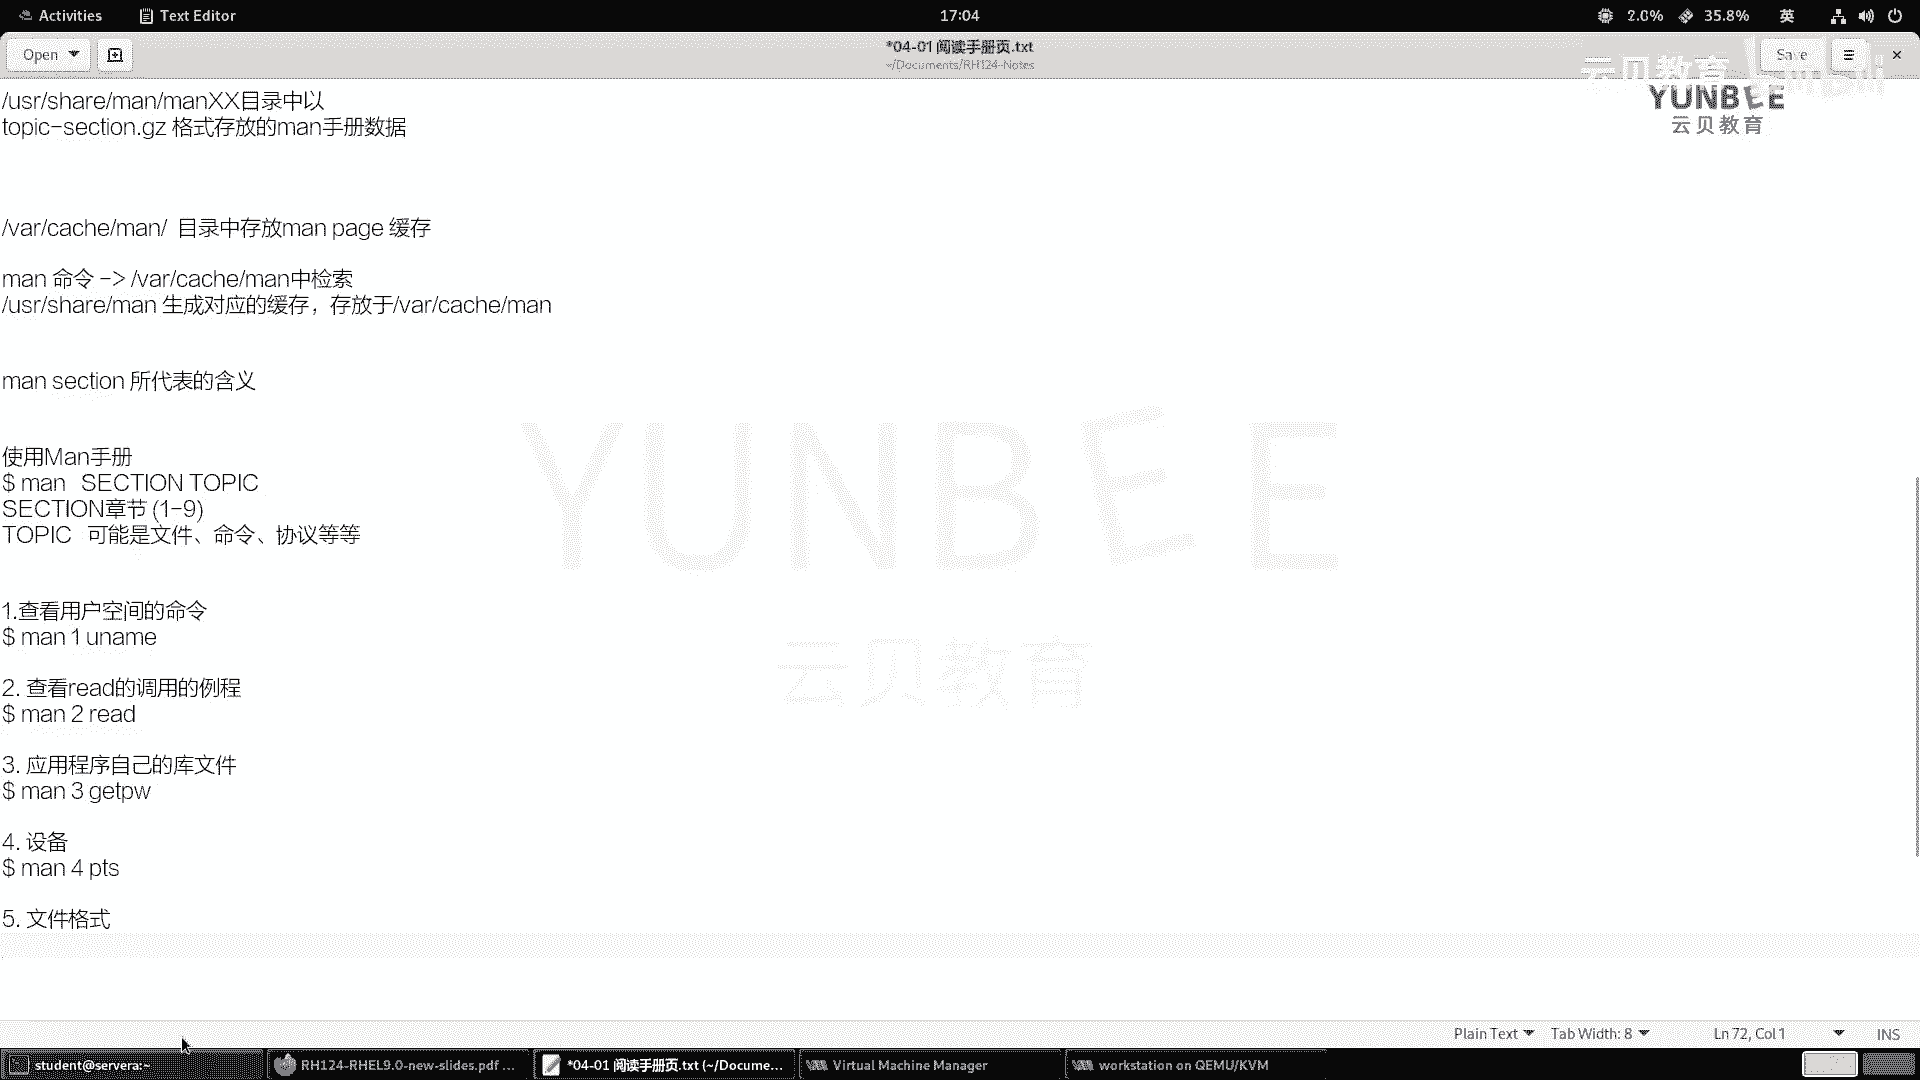 Activities
Text Editor
17:04
2.0%
35.8%
英
Open
*04-01 阅读手册页.txt
~/Documents/RH124-Notes
Save
云贝教育
YUNBEE
云贝教育
/usr/share/man/manXX目录中以
topic-section.gz 格式存放的man手册数据
/var/cache/man/ 目录中存放man page 缓存
man 命令 -> /var/cache/man中检索
/usr/share/man 生成对应的缓存，存放于/var/cache/man
man section 所代表的含义
使用Man手册
$ man SECTION TOPIC
SECTION章节 (1-9)
TOPIC 可能是文件、命令、协议等等
1.查看用户空间的命令
$ man 1 uname
2. 查看read的调用的例程
$ man 2 read
3. 应用程序自己的库文件
$ man 3 getpw
4. 设备
$ man 4 pts
5. 文件格式
YUNBEE
云贝教育
Plain Text
Tab Width: 8
Ln 72, Col 1
INS
student@servera:~
RH124-RHEL9.0-new-slides.pdf ...
*04-01 阅读手册页.txt (~/Docume...
Virtual Machine Manager
workstation on QEMU/KVM